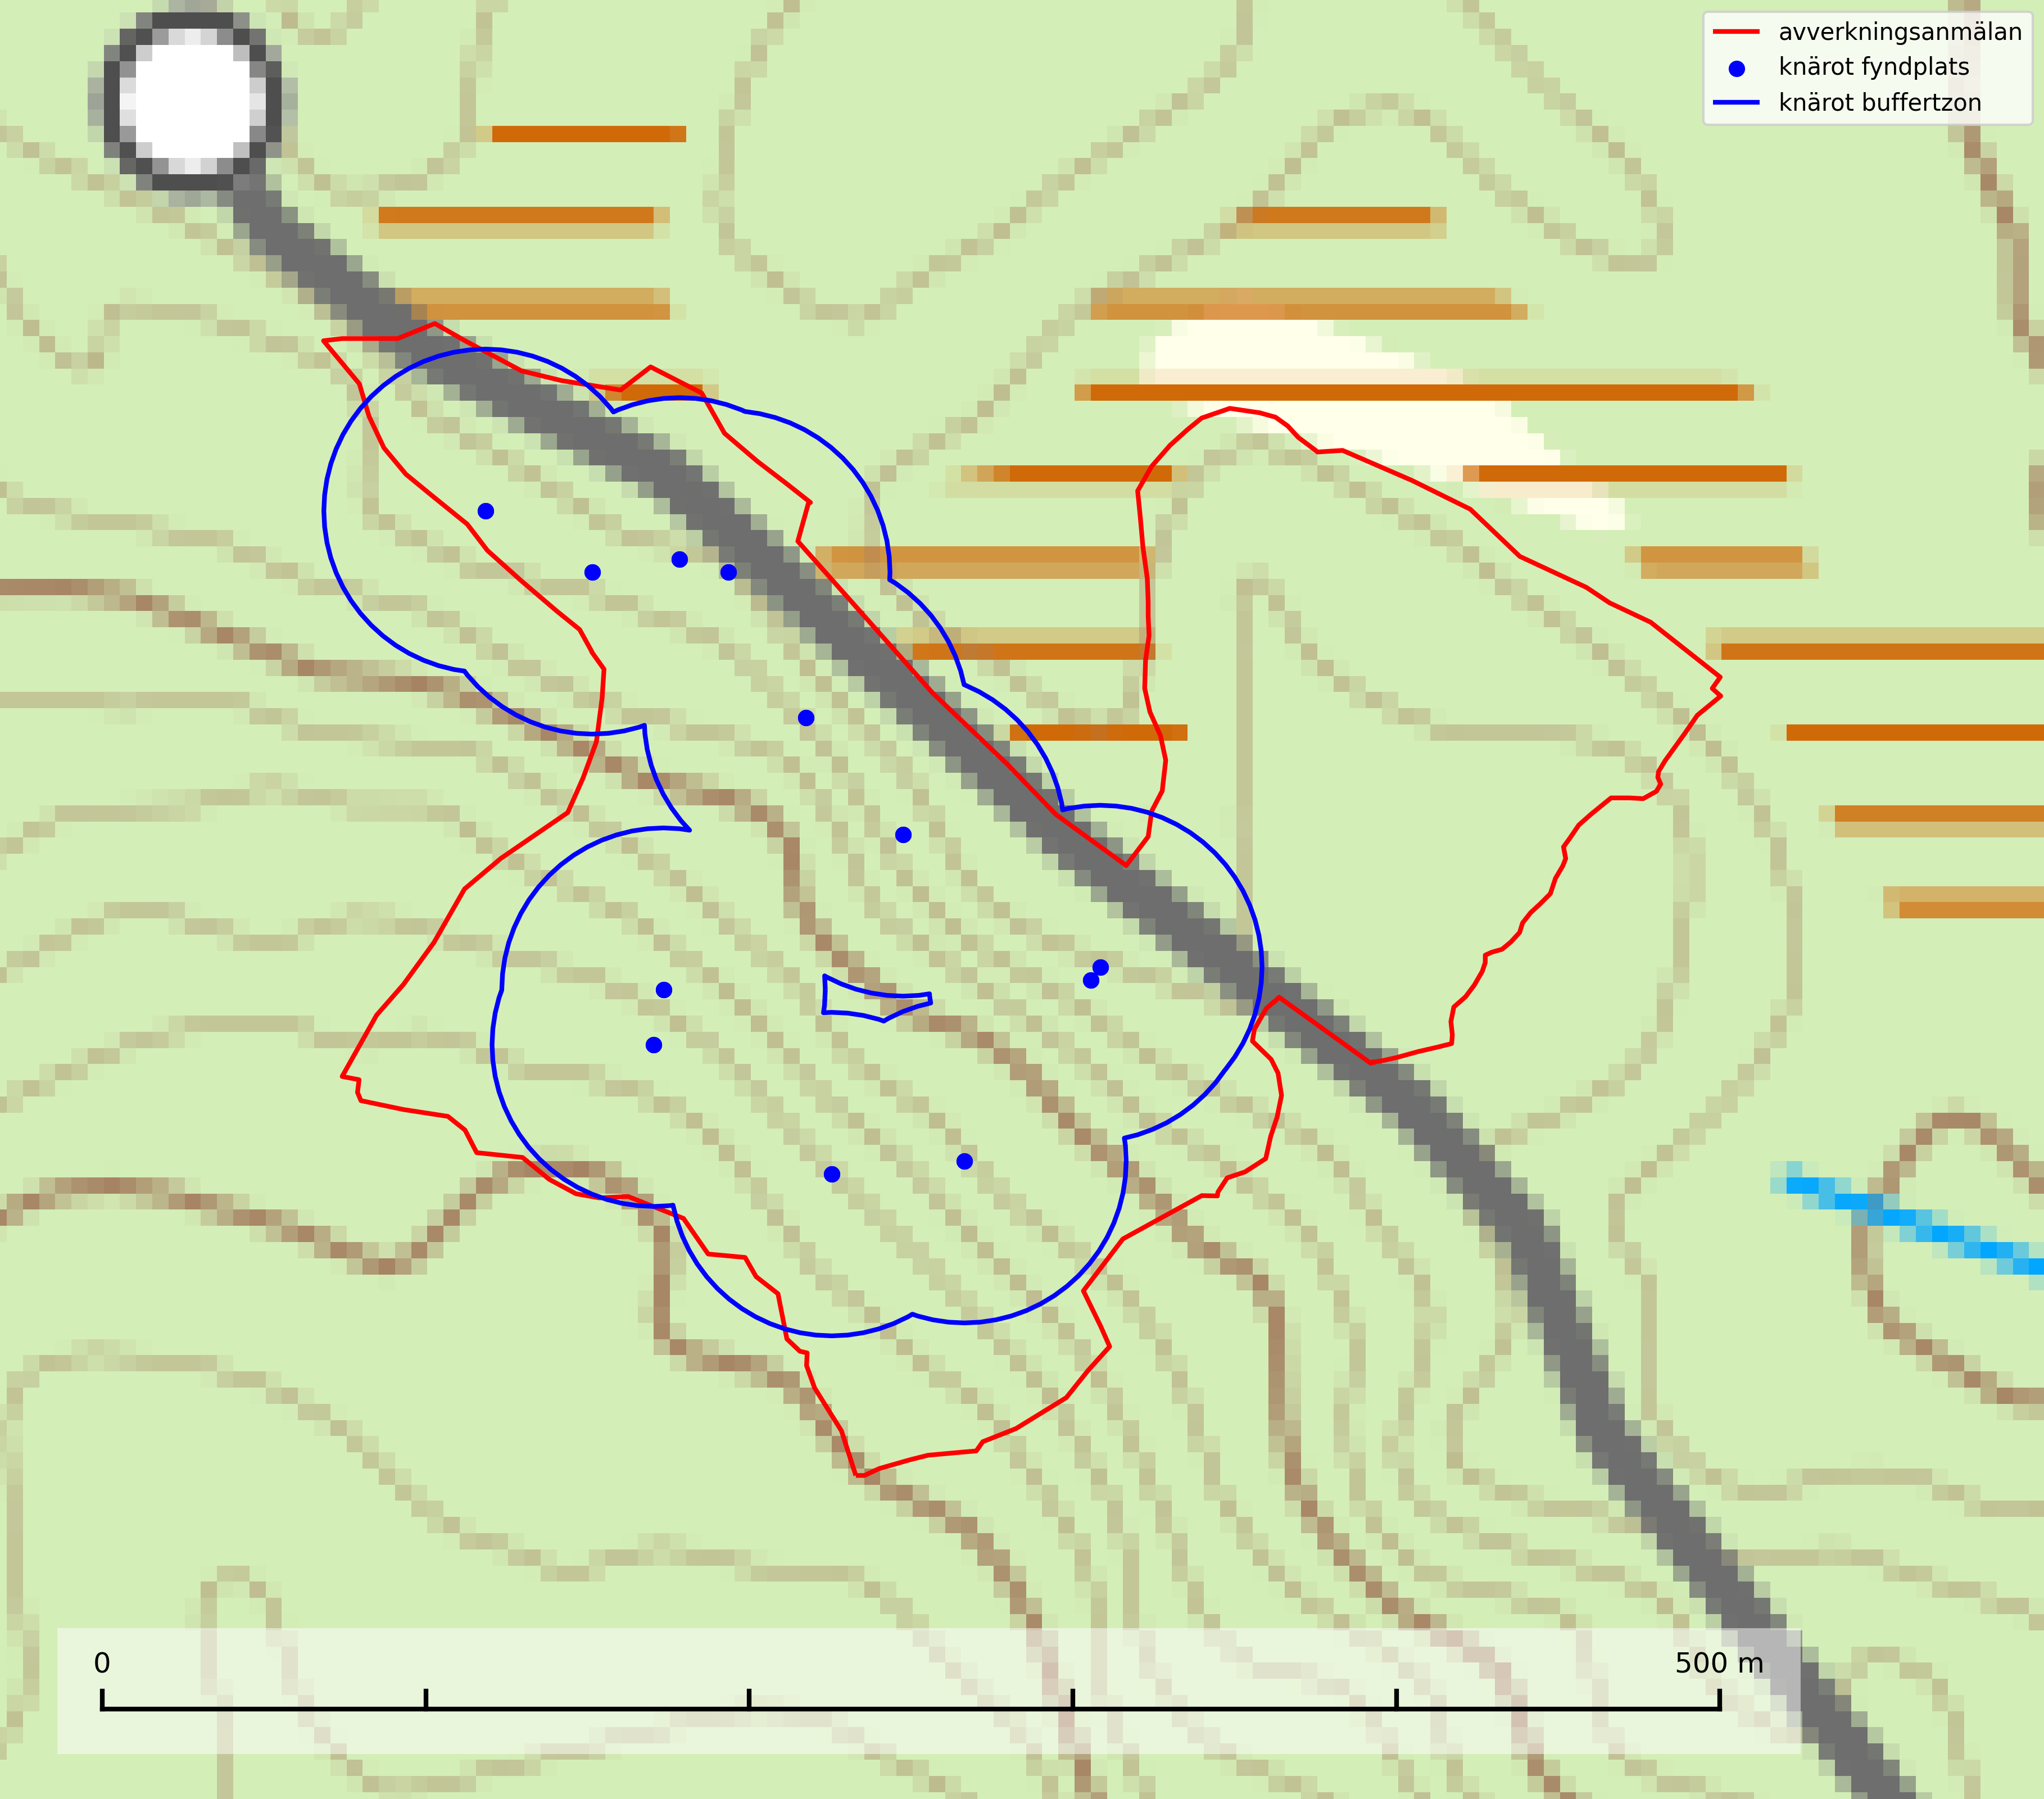 avverkningsanmälan
knärot fyndplats
knärot buffertzon
0
500 m